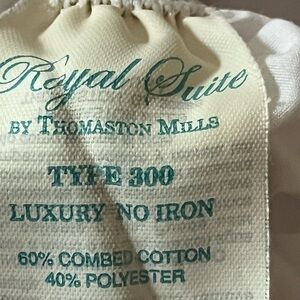 Royal Suite
BY THOMASTON MILLS
TYPE 300
LUXURY NO IRON
60% COMBED COTTON
40% POLYESTER